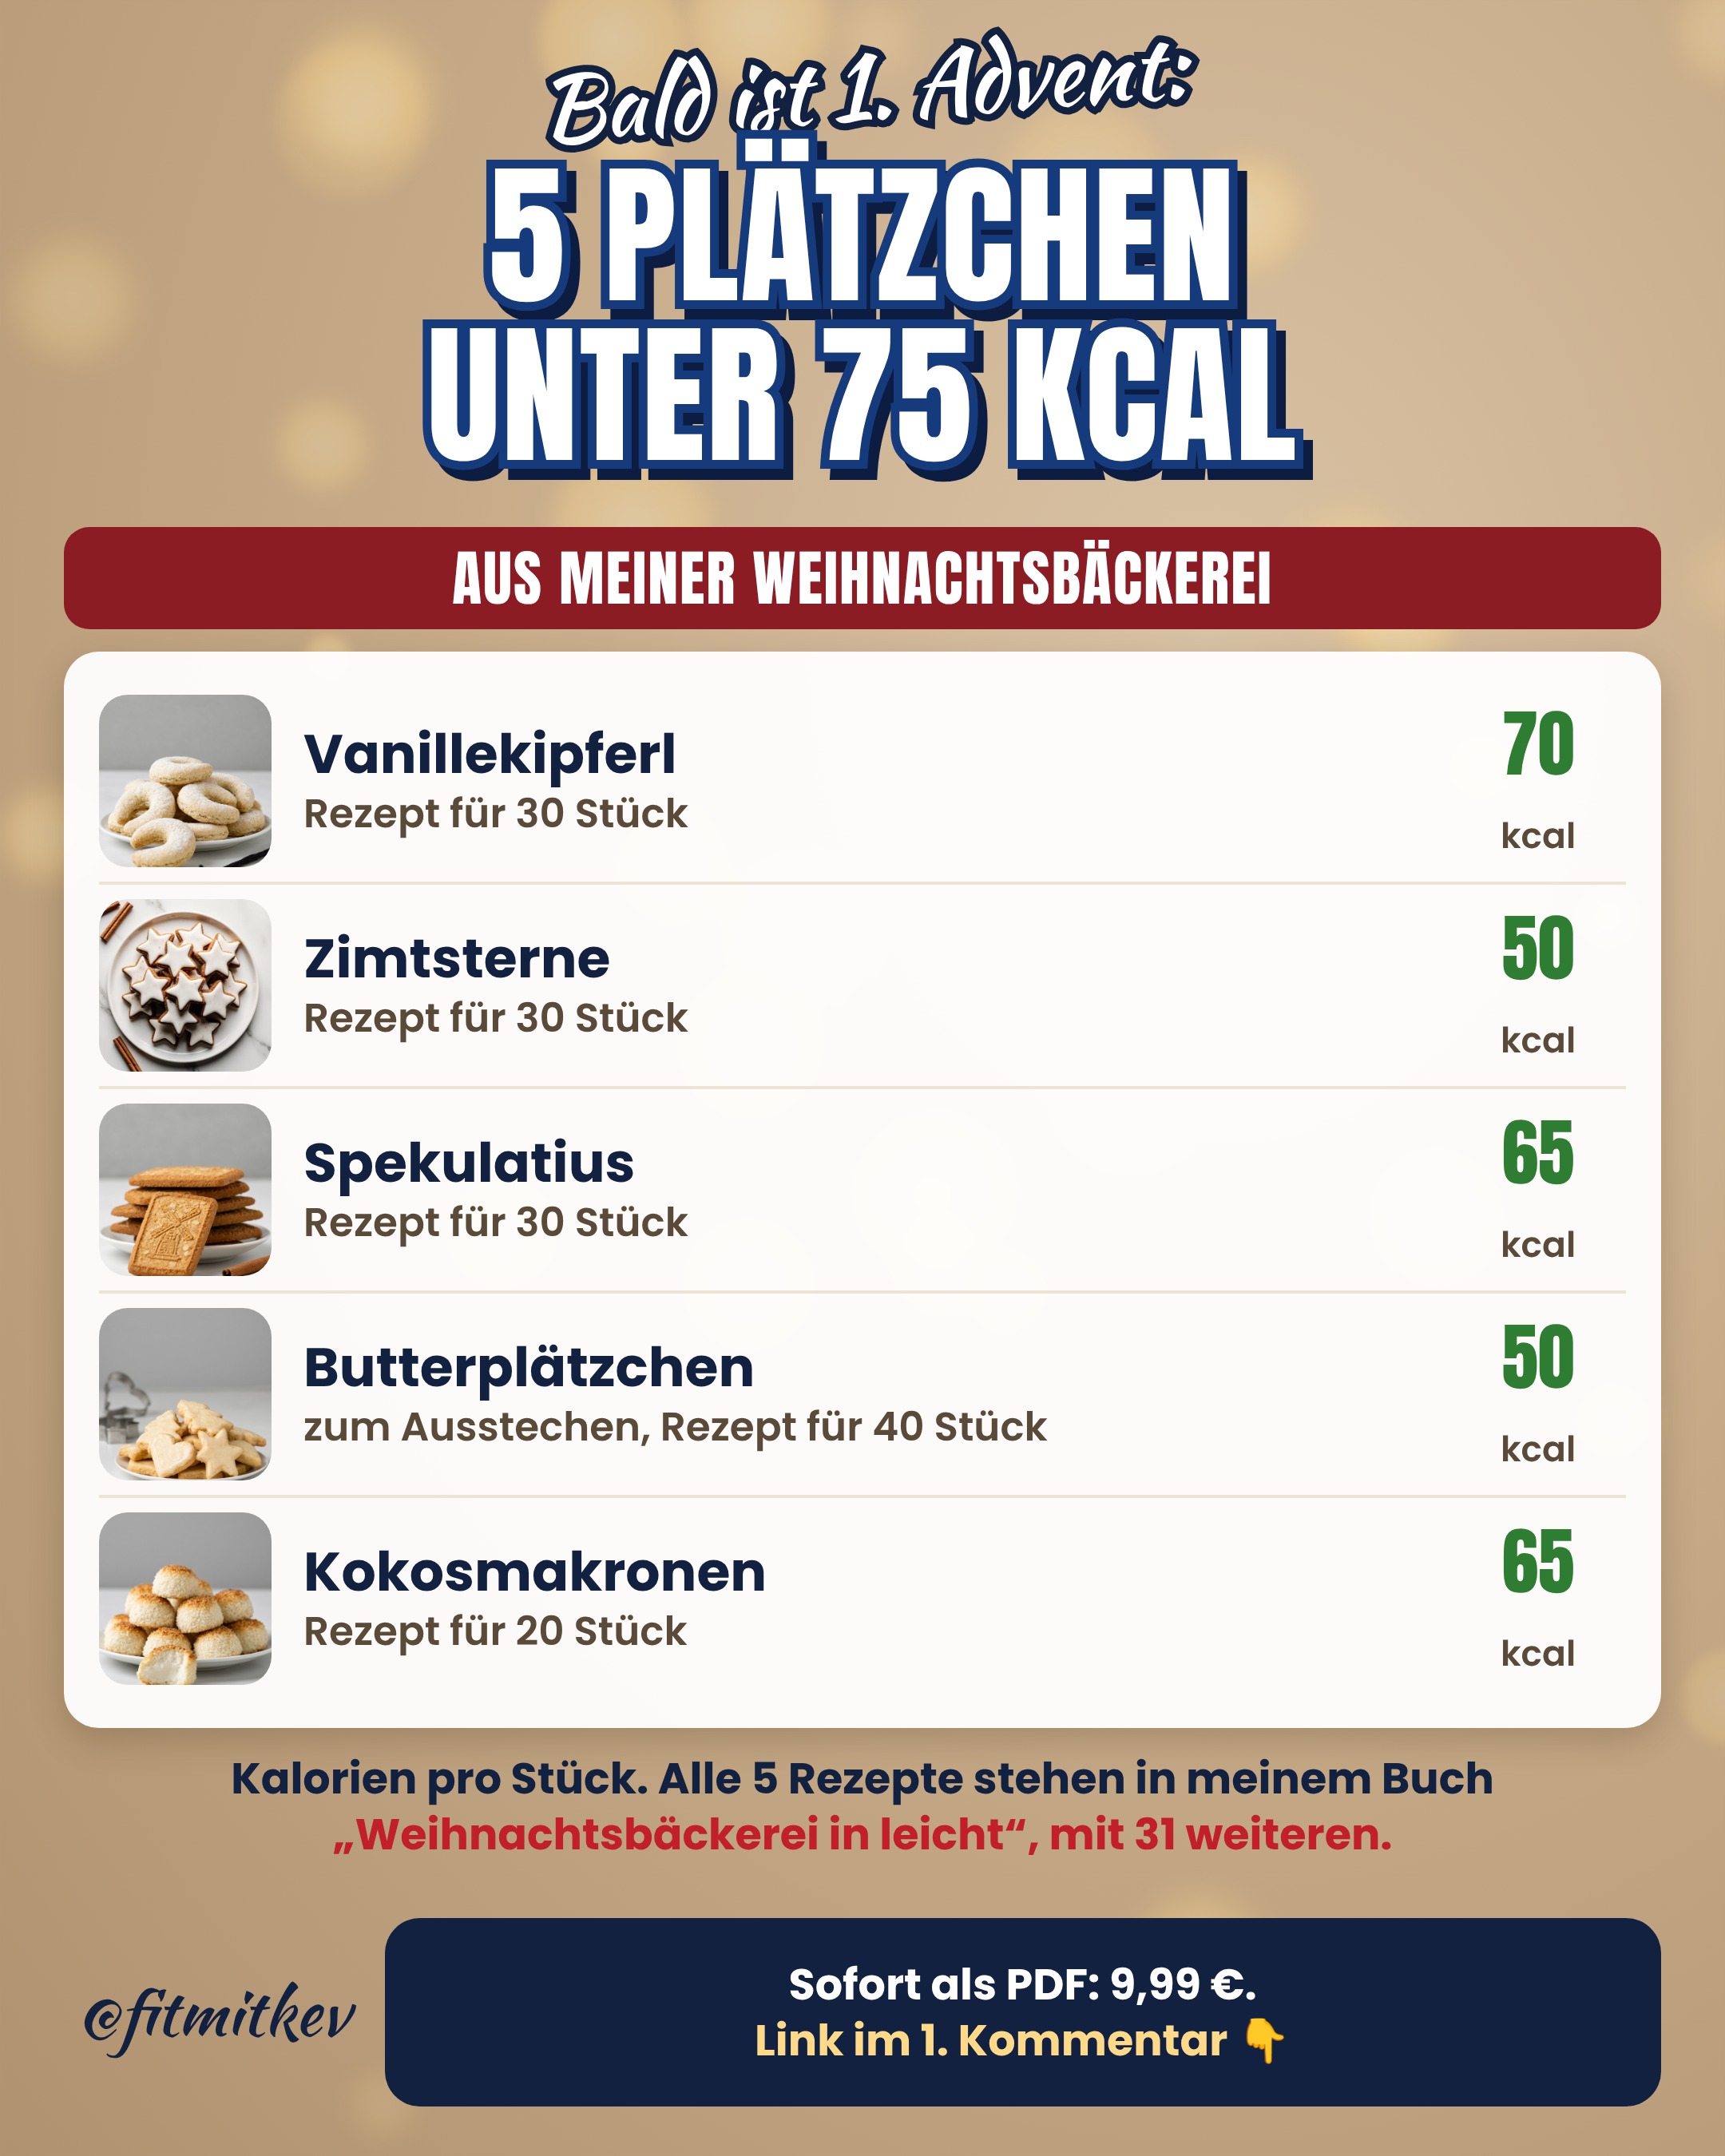 Bald ist 1. Advent:
5 PLÄTZCHEN
UNTER 75 KCAL
AUS MEINER WEIHNACHTSBÄCKEREI
Vanillekipferl
Rezept für 30 Stück
70
kcal
Zimtsterne
Rezept für 30 Stück
50
kcal
Spekulatius
Rezept für 30 Stück
65
kcal
Butterplätzchen
zum Ausstechen, Rezept für 40 Stück
50
kcal
Kokosmakronen
Rezept für 20 Stück
65
kcal
Kalorien pro Stück. Alle 5 Rezepte stehen in meinem Buch
„Weihnachtsbäckerei in leicht“, mit 31 weiteren.
@fitmitkev
Sofort als PDF: 9,99 €.
Link im 1. Kommentar 👇